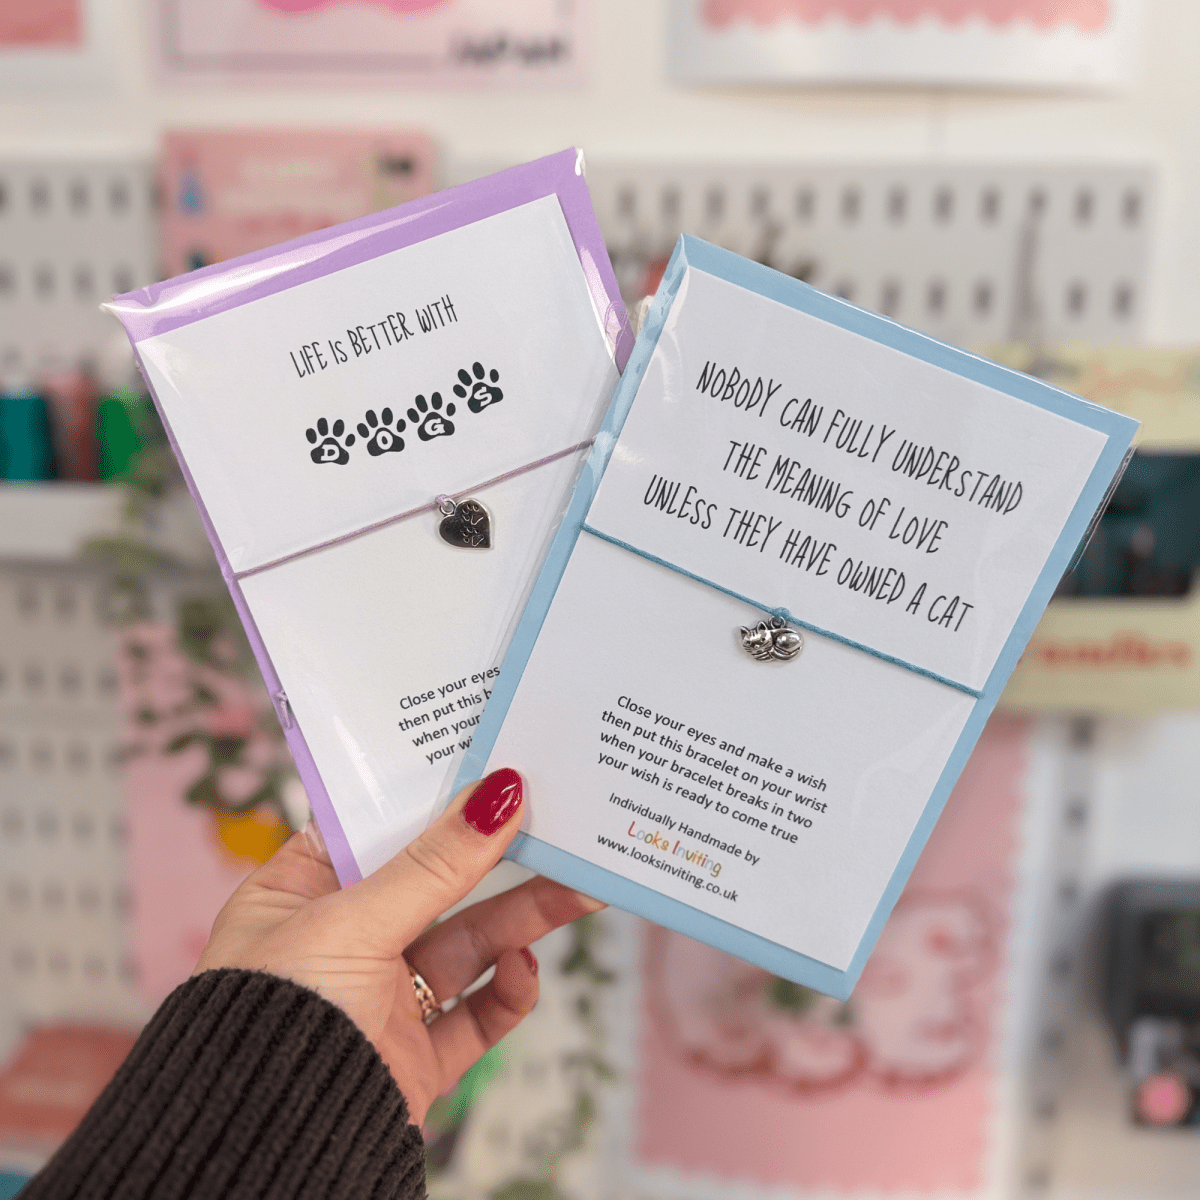 LIFE IS BETTER WITH
DOGS
Close your eyes
then put this
when your
your
NOBODY CAN FULLY UNDERSTAND
THE MEANING OF LOVE
UNLESS THEY HAVE OWNED A CAT
Close your eyes and make a wish
then put this bracelet on your wrist
when your bracelet breaks in two
your wish is ready to come true
Individually Handmade by
Looks Inviting
www.looksinviting.co.uk